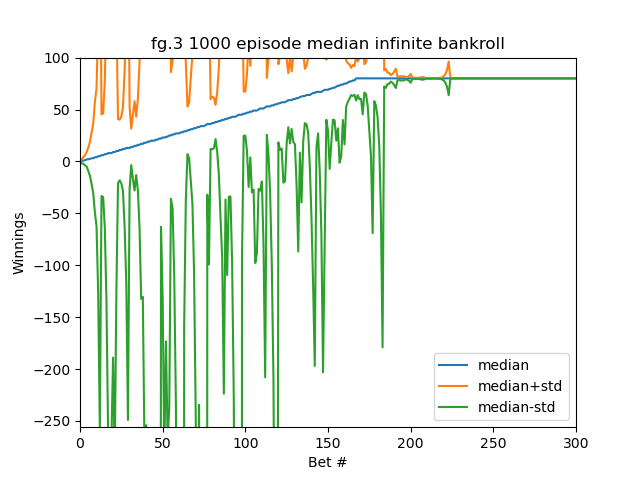 fg.3 1000 episode median infinite bankroll
100
50
0
−50
−100
−150
−200
−250
Winnings
0 50 100 150 200 250 300
Bet #
median
median+std
median-std